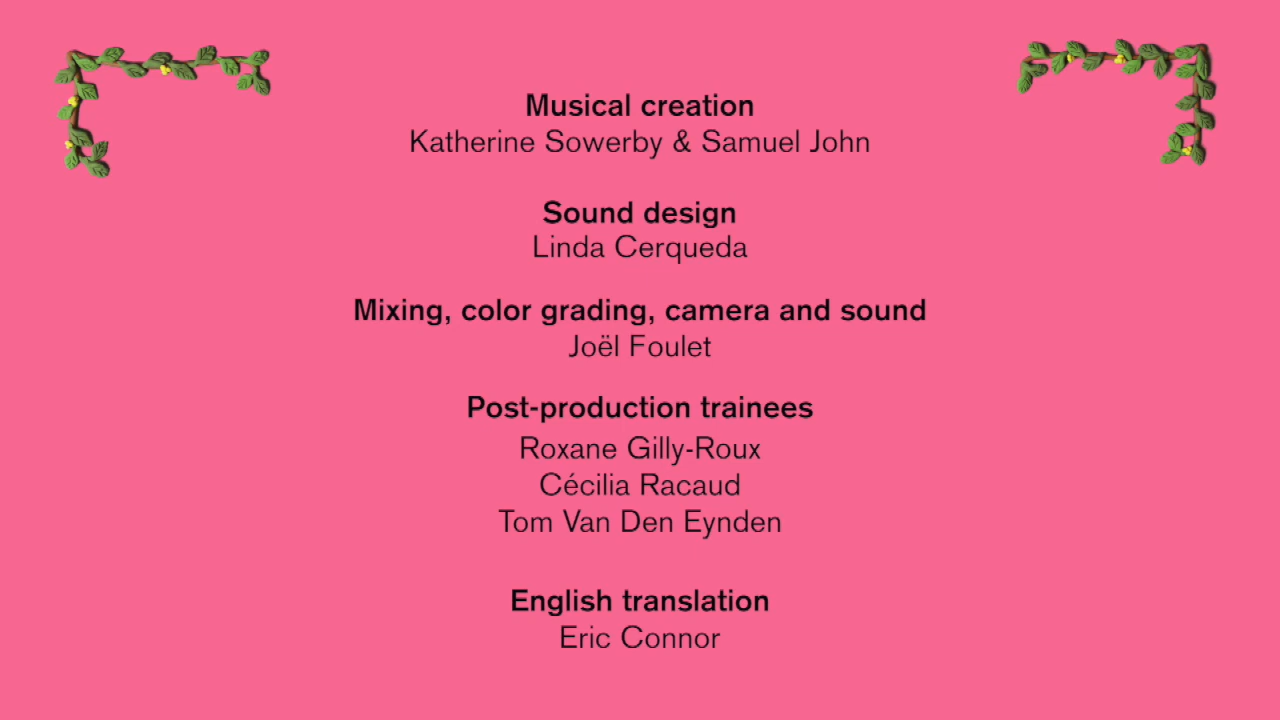 Musical creation
Katherine Sowerby & Samuel John
Sound design
Linda Cerqueda
Mixing, color grading, camera and sound
Joël Foulet
Post-production trainees
Roxane Gilly-Roux
Cécilia Racaud
Tom Van Den Eynden
English translation
Eric Connor